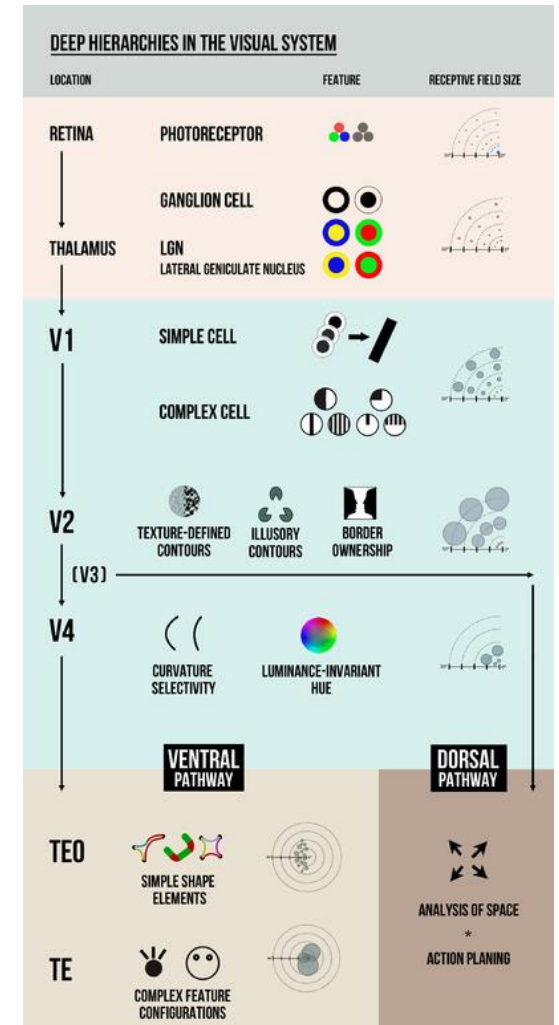 DEEP HIERARCHIES IN THE VISUAL SYSTEM
LOCATION FEATURE RECEPTIVE FIELD SIZE
RETINA PHOTORECEPTOR
GANGLION CELL
THALAMUS LGN
LATERAL GENICULATE NUCLEUS
V1 SIMPLE CELL
COMPLEX CELL
V2
TEXTURE-DEFINED
CONTOURS
ILLUSORY
CONTOURS
BORDER
OWNERSHIP
(V3)
V4
CURVATURE
SELECTIVITY
LUMINANCE-INVARIANT
HUE
VENTRAL
PATHWAY
DORSAL
PATHWAY
TEO
SIMPLE SHAPE
ELEMENTS
TE
COMPLEX FEATURE
CONFIGURATIONS
ANALYSIS OF SPACE
*
ACTION PLANING